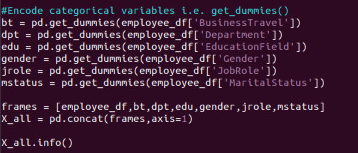 #Encode categorical variables i.e. get_dummies()
bt = pd.get_dummies(employee_df['BusinessTravel'])
dpt = pd.get_dummies(employee_df['Department'])
edu = pd.get_dummies(employee_df['EducationField'])
gender = pd.get_dummies(employee_df['Gender'])
jrole = pd.get_dummies(employee_df['JobRole'])
mstatus = pd.get_dummies(employee_df['MaritalStatus'])
frames = [employee_df,bt,dpt,edu,gender,jrole,mstatus]
X_all = pd.concat(frames,axis=1)
X_all.info()